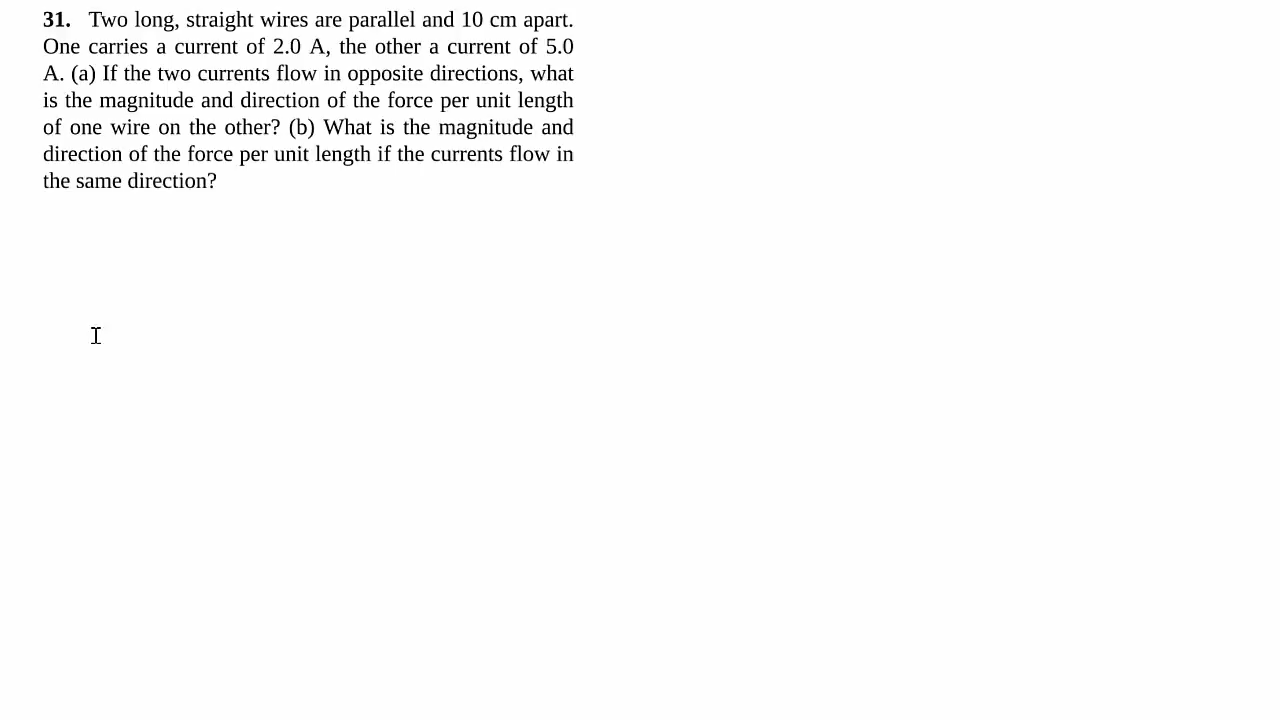 31. Two long, straight wires are parallel and 10 cm apart.
One carries a current of 2.0 A, the other a current of 5.0
A. (a) If the two currents flow in opposite directions, what
is the magnitude and direction of the force per unit length
of one wire on the other? (b) What is the magnitude and
direction of the force per unit length if the currents flow in
the same direction?